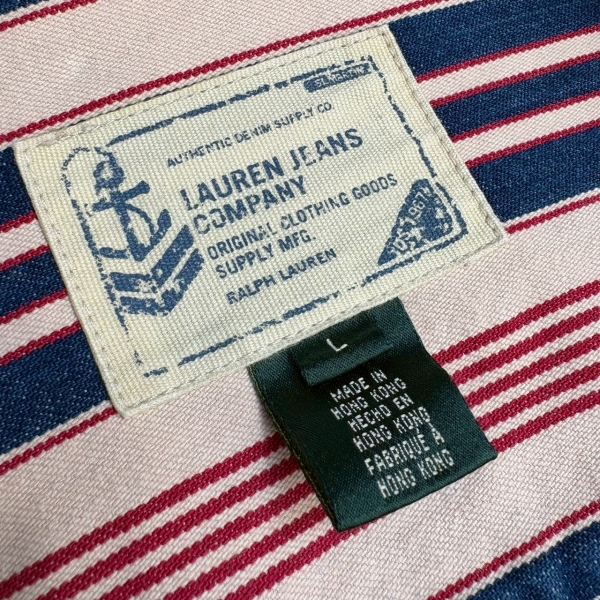 AUTHENTIC DENIM SUPPLY CO.
LAUREN JEANS
COMPANY
ORIGINAL CLOTHING GOODS
SUPPLY MFG.
RALPH LAUREN
L
MADE IN
HONG KONG
HECHO EN
HONG KONG
FABRIQUÉ À
HONG KONG